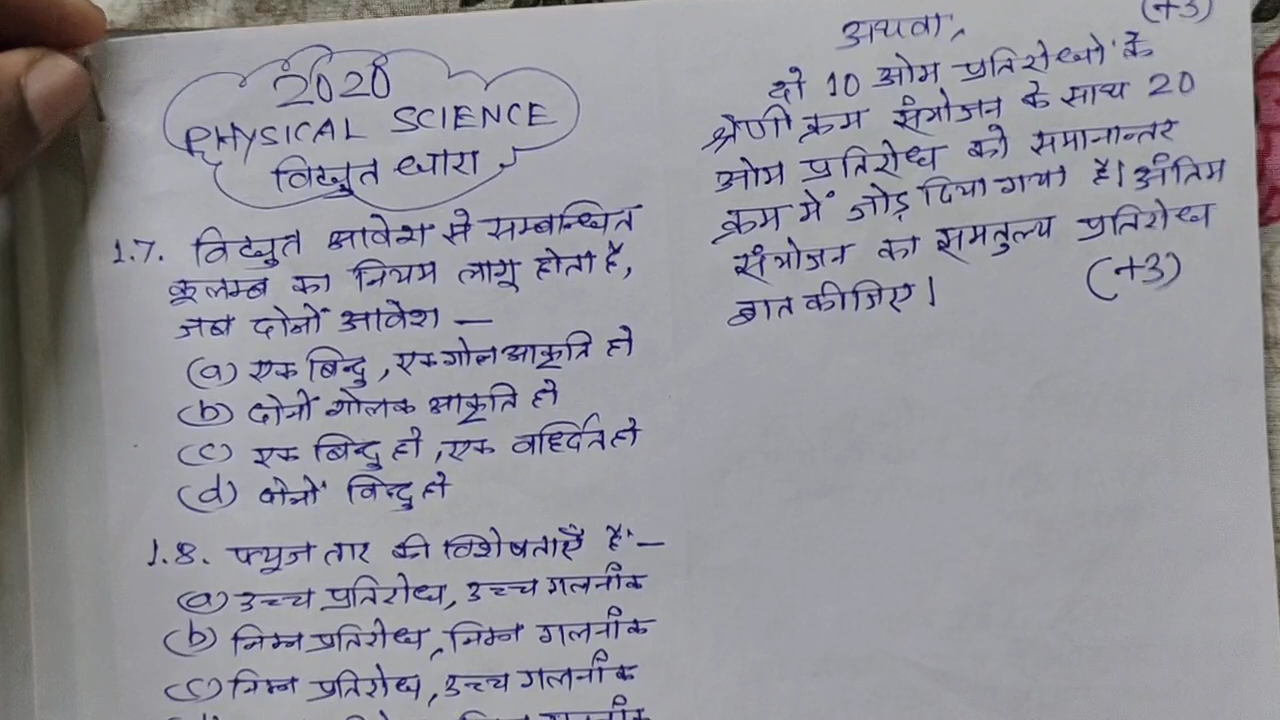 2020
PHYSICAL SCIENCE
विद्युत धारा
1.7. विद्युत आवेश से सम्बन्धित
कूलम्ब का नियम लागू होता है,
जब दोनों आवेश —
(a) एक बिन्दु, एक गोल आकृति हो
(b) दोनों गोलक आकृति हो
(c) एक बिन्दु हो, एक वहिर्दित हो
(d) दोनों बिन्दु हो
1.8. फ्यूज तार की विशेषताएँ हैं —
(a) उच्च प्रतिरोध, उच्च गलनांक
(b) निम्न प्रतिरोध, निम्न गलनांक
(c) निम्न प्रतिरोध, उच्च गलनांक
(+3)
अथवा,
दो 10 ओम प्रतिरोधों के
श्रेणी क्रम संयोजन के साथ 20
ओम प्रतिरोध को समानान्तर
क्रम में जोड़ दिया गया है। अंतिम
संयोजन का समतुल्य प्रतिरोध
ज्ञात कीजिए। (+3)